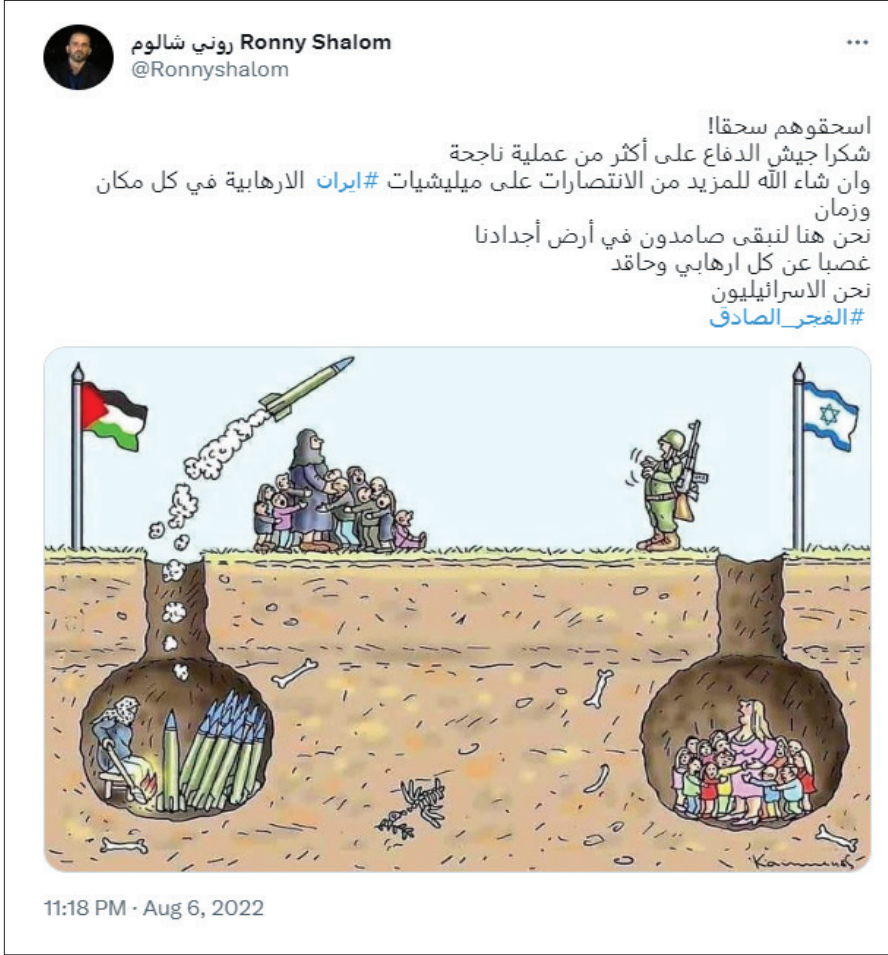 Ronny Shalom روني شالوم
@Ronnyshalom
اسحقوهم سحقا!
شكرا جيش الدفاع على أكثر من عملية ناجحة
وان شاء الله للمزيد من الانتصارات على ميليشيات #ايران الارهابية في كل مكان
وزمان
نحن هنا لنبقى صامدون في أرض أجدادنا
غصبا عن كل ارهابي وحاقد
نحن الاسرائيليون
#الفجر_الصادق
11:18 PM · Aug 6, 2022